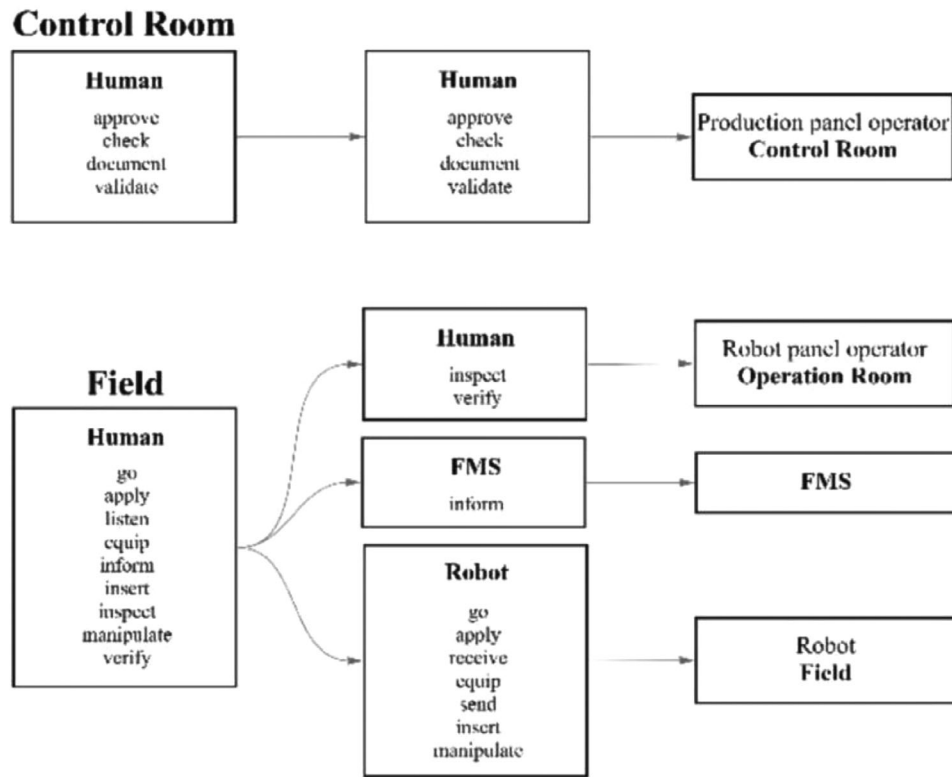 Control Room
Human
approve
check
document
validate
Human
approve
check
document
validate
Production panel operator
Control Room
Field
Human
go
apply
listen
equip
inform
insert
inspect
manipulate
verify
Human
inspect
verify
Robot panel operator
Operation Room
FMS
inform
FMS
Robot
go
apply
receive
equip
send
insert
manipulate
Robot
Field